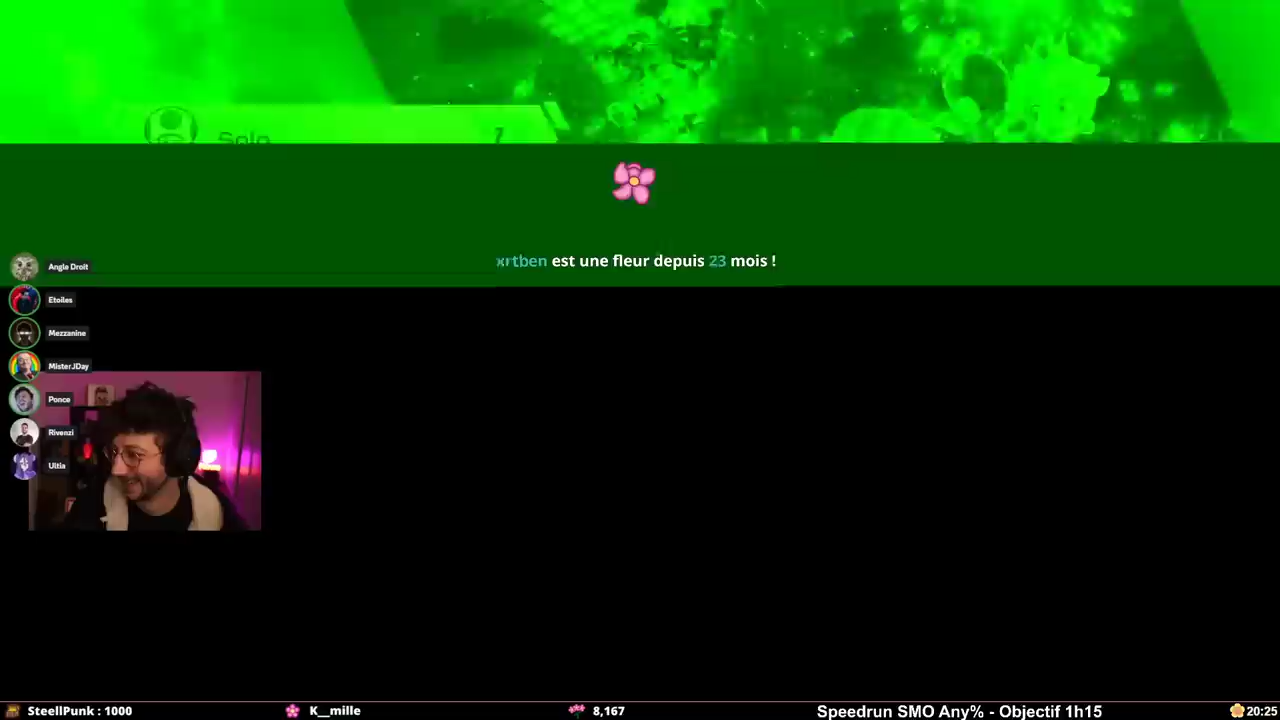 Solo
xrtben est une fleur depuis 23 mois !
Angle Droit
Etoiles
Mezzanine
MisterJDay
Ponce
Rivenzi
Ultia
SteellPunk : 1000
K__mille
8,167
Speedrun SMO Any% - Objectif 1h15
20:25